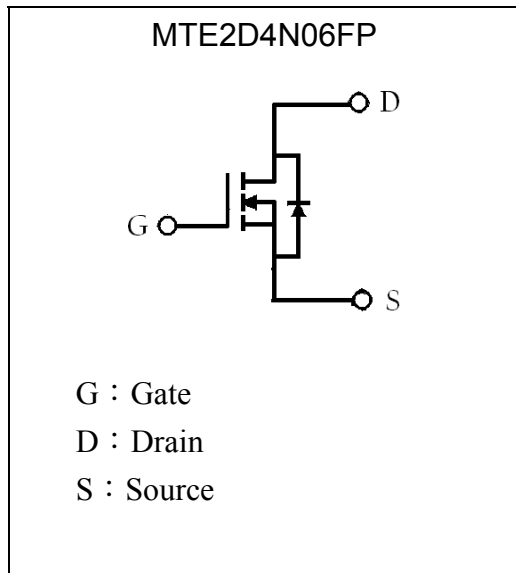 MTE2D4N06FP
D
G
S
G：Gate
D：Drain
S：Source